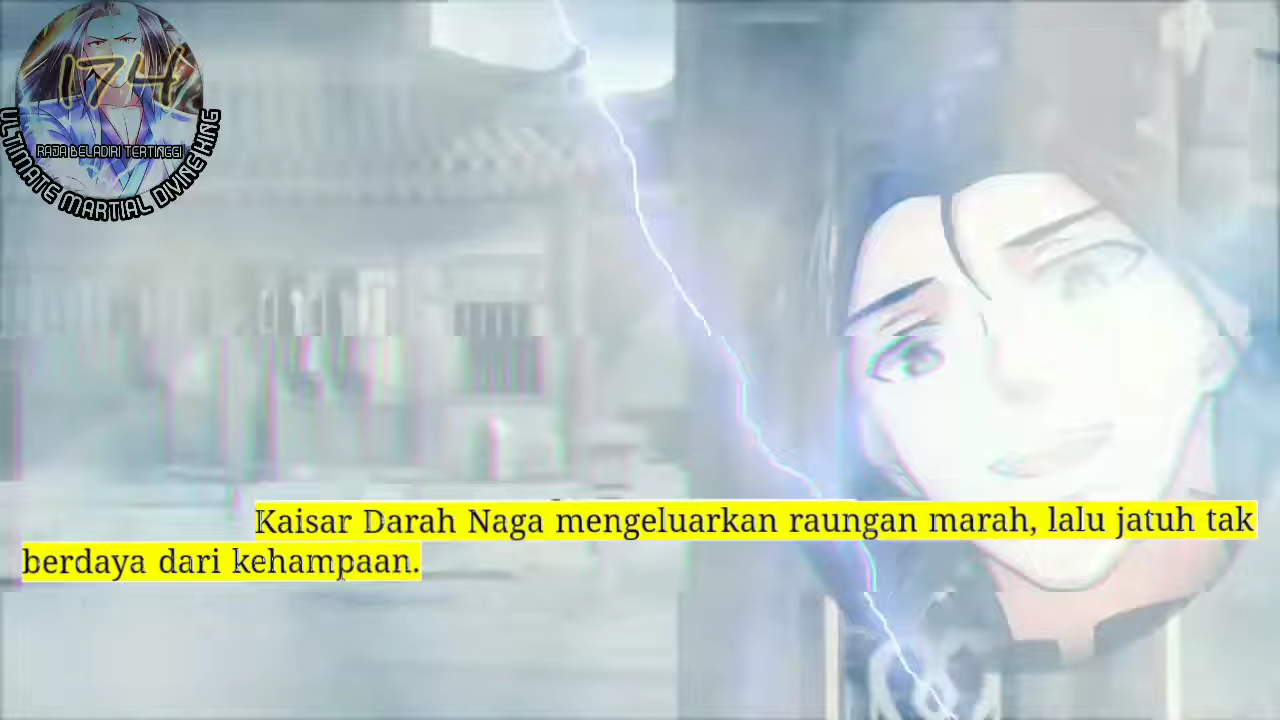 174
RAJA BELADIRI TERTINGGI
ULTIMATE MARTIAL DIVINE KING
Kaisar Darah Naga mengeluarkan raungan marah, lalu jatuh tak
berdaya dari kehampaan.